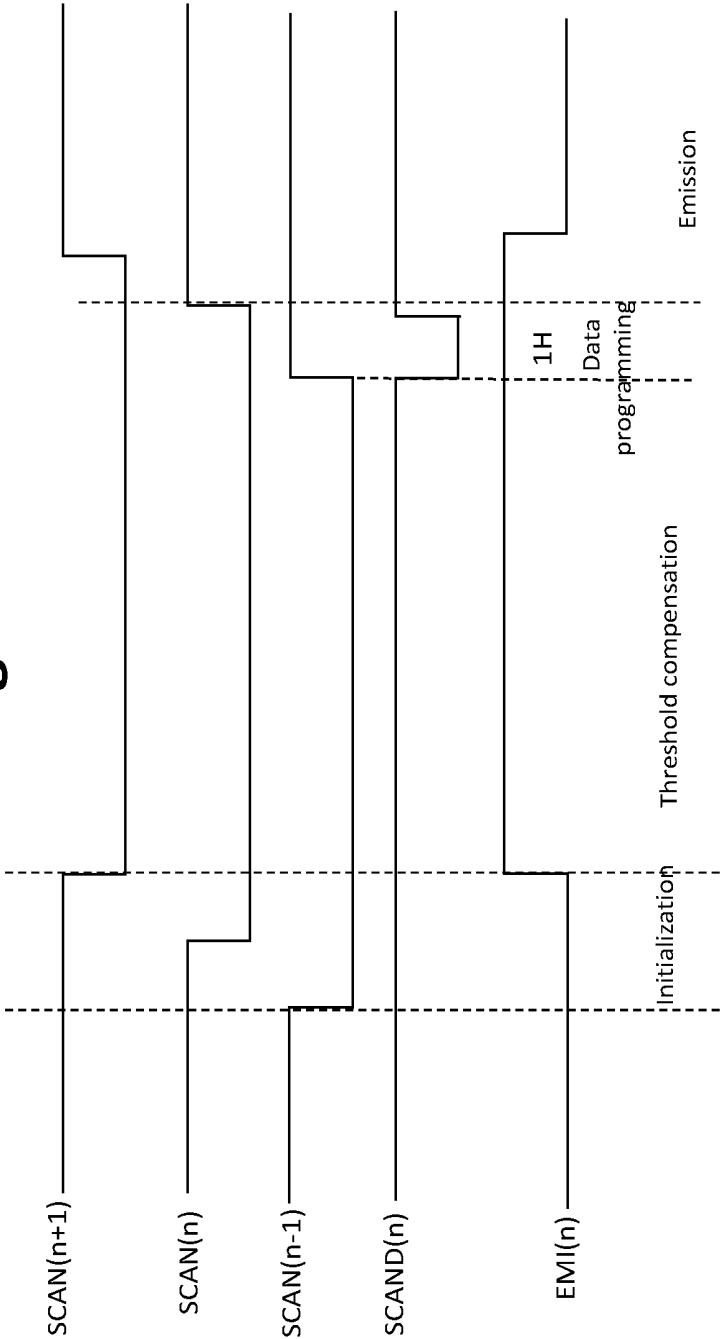 SCAN(n+1)
SCAN(n)
SCAN(n-1)
SCAND(n)
EMI(n)
Initialization
Threshold compensation
1H
Data
programming
Emission